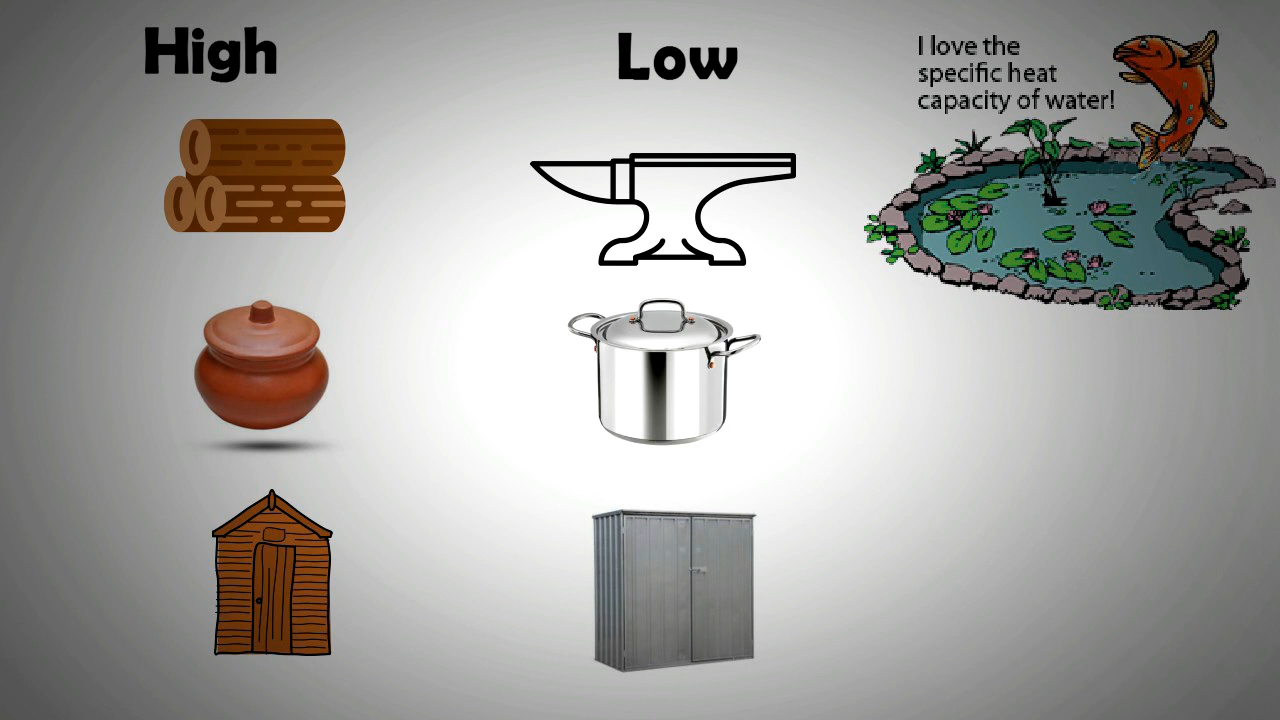 High
Low
I love the
specific heat
capacity of water!